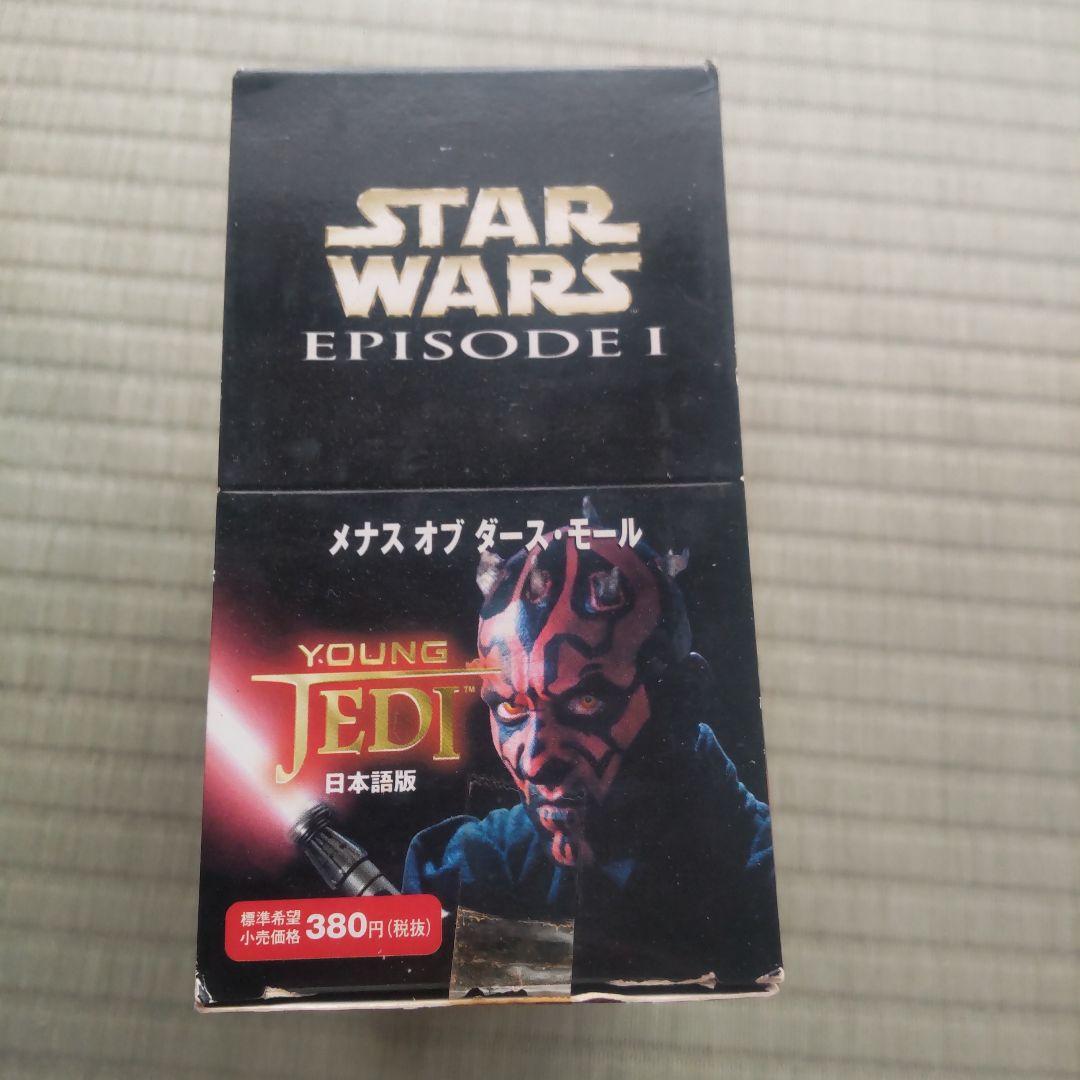 STAR
WARS
EPISODE I
メナス オブ ダース・モール
YOUNG
JEDI™
日本語版
標準希望
小売価格 380円(税抜)